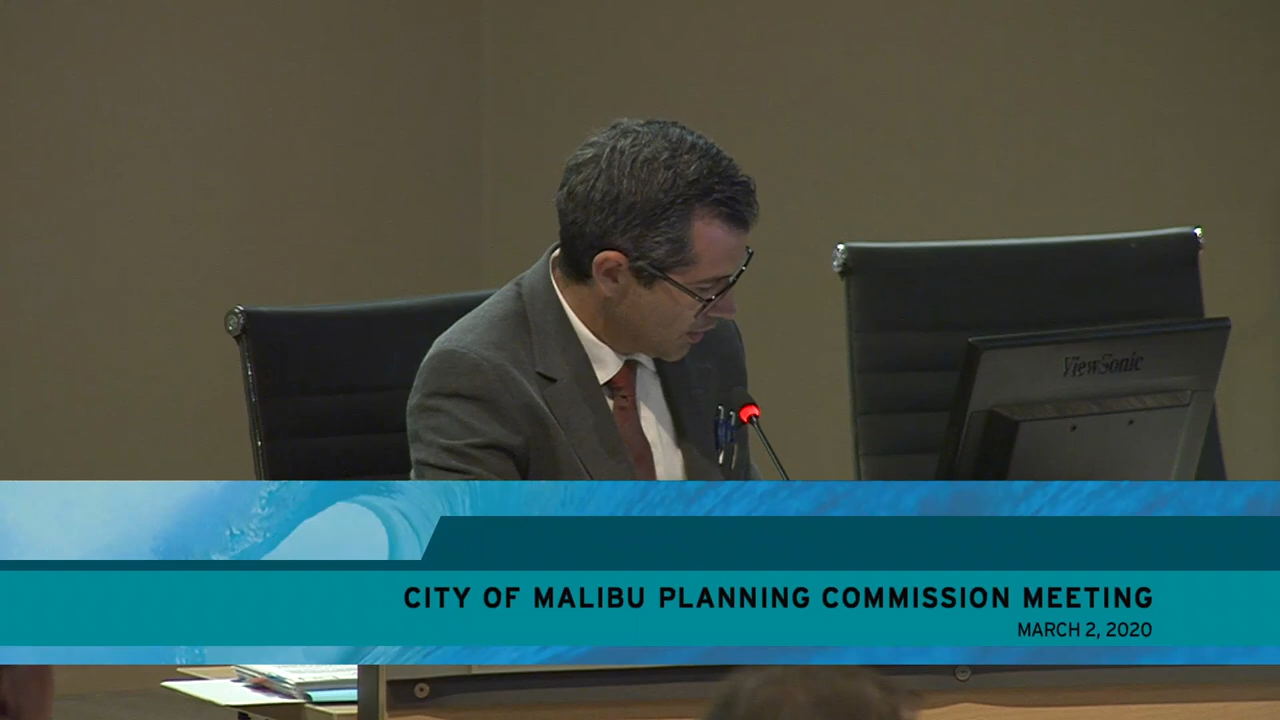 ViewSonic
CITY OF MALIBU PLANNING COMMISSION MEETING
MARCH 2, 2020